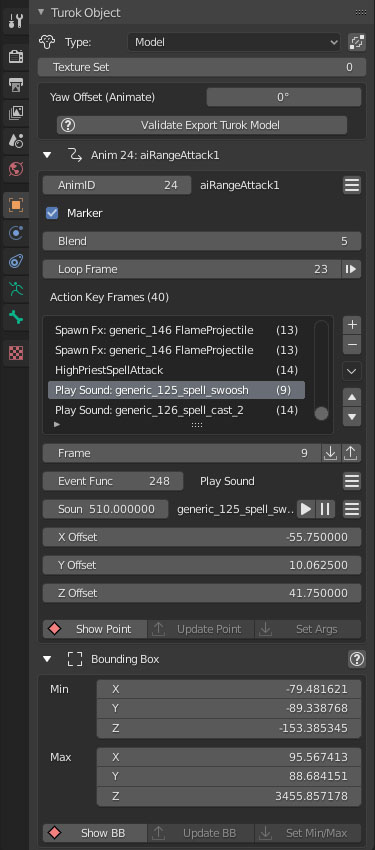 Turok Object
Type: Model
Texture Set 0
Yaw Offset (Animate) 0°
Validate Export Turok Model
Anim 24: aiRangeAttack1
AnimID 24 aiRangeAttack1
Marker
Blend 5
Loop Frame 23
Action Key Frames (40)
Spawn Fx: generic_146 FlameProjectile (13)
Spawn Fx: generic_146 FlameProjectile (13)
HighPriestSpellAttack (14)
Play Sound: generic_125_spell_swoosh (9)
Play Sound: generic_126_spell_cast_2 (14)
Frame 9
Event Func 248 Play Sound
Soun 510.000000 generic_125_spell_sw..
X Offset -55.750000
Y Offset 10.062500
Z Offset 41.750000
Show Point Update Point Set Args
Bounding Box ?
Min X -79.481621
Y -89.338768
Z -153.385345
Max X 95.567413
Y 88.684151
Z 3455.857178
Show BB Update BB Set Min/Max